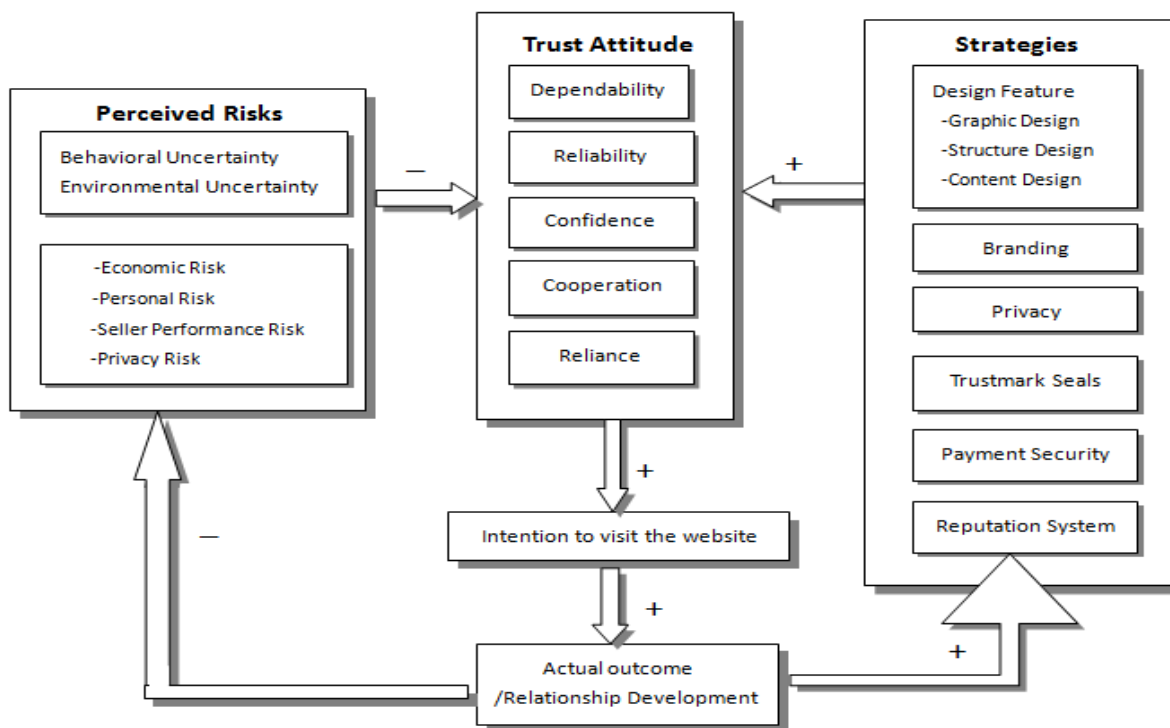 Perceived Risks
Behavioral Uncertainty
Environmental Uncertainty
-Economic Risk
-Personal Risk
-Seller Performance Risk
-Privacy Risk
–
Trust Attitude
Dependability
Reliability
Confidence
Cooperation
Reliance
+
Strategies
Design Feature
-Graphic Design
-Structure Design
-Content Design
Branding
Privacy
Trustmark Seals
Payment Security
Reputation System
+
Intention to visit the website
+
Actual outcome
/Relationship Development
–
+